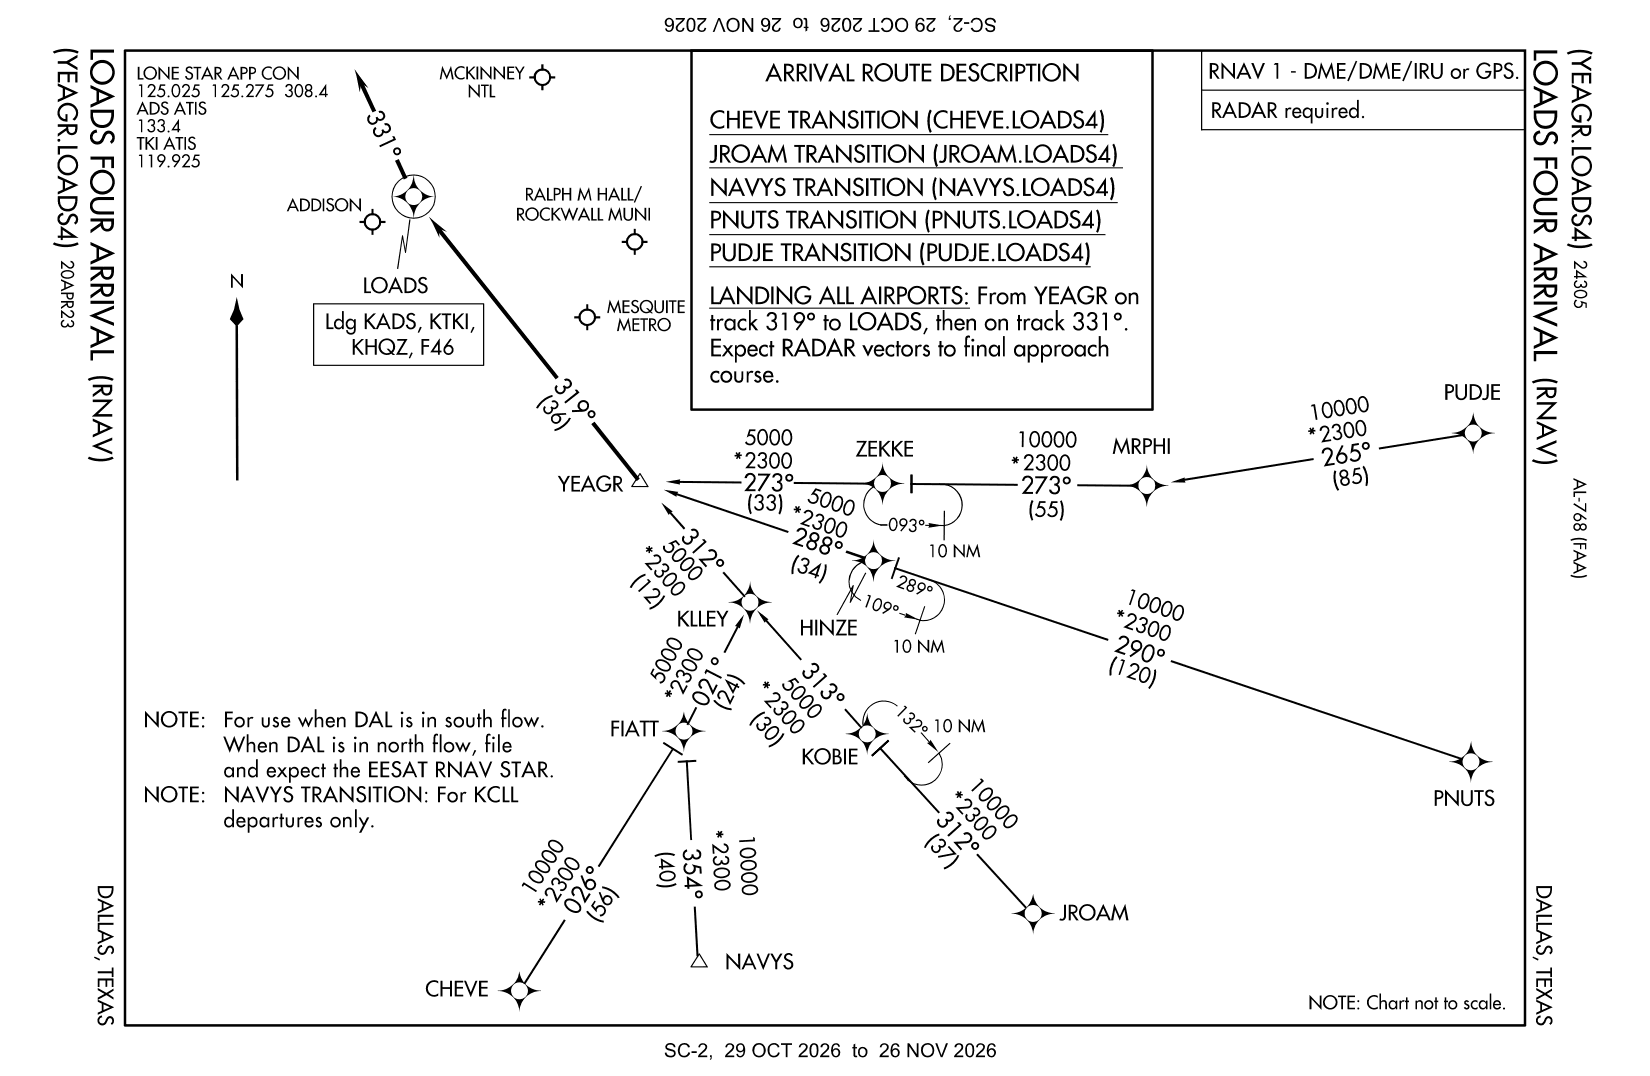 SC-2, 29 OCT 2026 to 26 NOV 2026
LOADS FOUR ARRIVAL (RNAV)
(YEAGR.LOADS4) 20APR23
DALLAS, TEXAS
LONE STAR APP CON
125.025 125.275 308.4
ADS ATIS
133.4
TKI ATIS
119.925
331°
MCKINNEY
NTL
ADDISON
RALPH M HALL/
ROCKWALL MUNI
LOADS
Ldg KADS, KTKI,
KHQZ, F46
MESQUITE
METRO
N
ARRIVAL ROUTE DESCRIPTION
CHEVE TRANSITION (CHEVE.LOADS4)
JROAM TRANSITION (JROAM.LOADS4)
NAVYS TRANSITION (NAVYS.LOADS4)
PNUTS TRANSITION (PNUTS.LOADS4)
PUDJE TRANSITION (PUDJE.LOADS4)
LANDING ALL AIRPORTS: From YEAGR on
track 319° to LOADS, then on track 331°.
Expect RADAR vectors to final approach
course.
RNAV 1 - DME/DME/IRU or GPS.
RADAR required.
319°
(36)
YEAGR
5000
*2300
273°
(33)
ZEKKE
093°
10 NM
10000
*2300
273°
(55)
MRPHI
10000
*2300
265°
(85)
PUDJE
5000
*2300
288°
(34)
HINZE
289°
109°
10 NM
10000
*2300
290°
(120)
PNUTS
312°
5000
*2300
(12)
KLLEY
5000
*2300
021°
(24)
FIATT
313°
5000
*2300
(30)
KOBIE
132°
10 NM
10000
*2300
312°
(37)
JROAM
10000
*2300
026°
(56)
CHEVE
10000
*2300
354°
(40)
NAVYS
NOTE: For use when DAL is in south flow.
When DAL is in north flow, file
and expect the EESAT RNAV STAR.
NOTE: NAVYS TRANSITION: For KCLL
departures only.
NOTE: Chart not to scale.
(YEAGR.LOADS4) 24305
LOADS FOUR ARRIVAL (RNAV)
AL-768 (FAA)
DALLAS, TEXAS
SC-2, 29 OCT 2026 to 26 NOV 2026